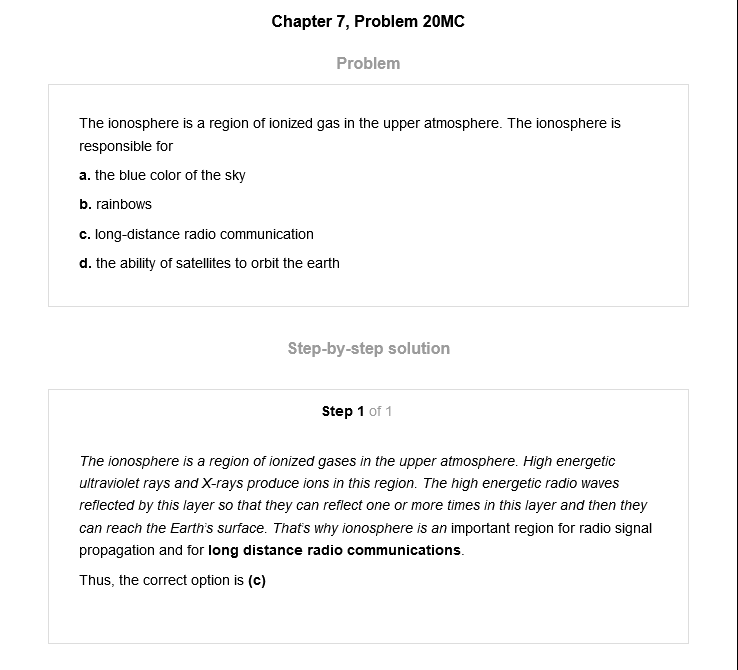 Chapter 7, Problem 20MC
Problem
The ionosphere is a region of ionized gas in the upper atmosphere. The ionosphere is
responsible for
a. the blue color of the sky
b. rainbows
c. long-distance radio communication
d. the ability of satellites to orbit the earth
Step-by-step solution
Step 1 of 1
The ionosphere is a region of ionized gases in the upper atmosphere. High energetic
ultraviolet rays and X-rays produce ions in this region. The high energetic radio waves
reflected by this layer so that they can reflect one or more times in this layer and then they
can reach the Earth's surface. That's why ionosphere is an important region for radio signal
propagation and for long distance radio communications.
Thus, the correct option is (c)